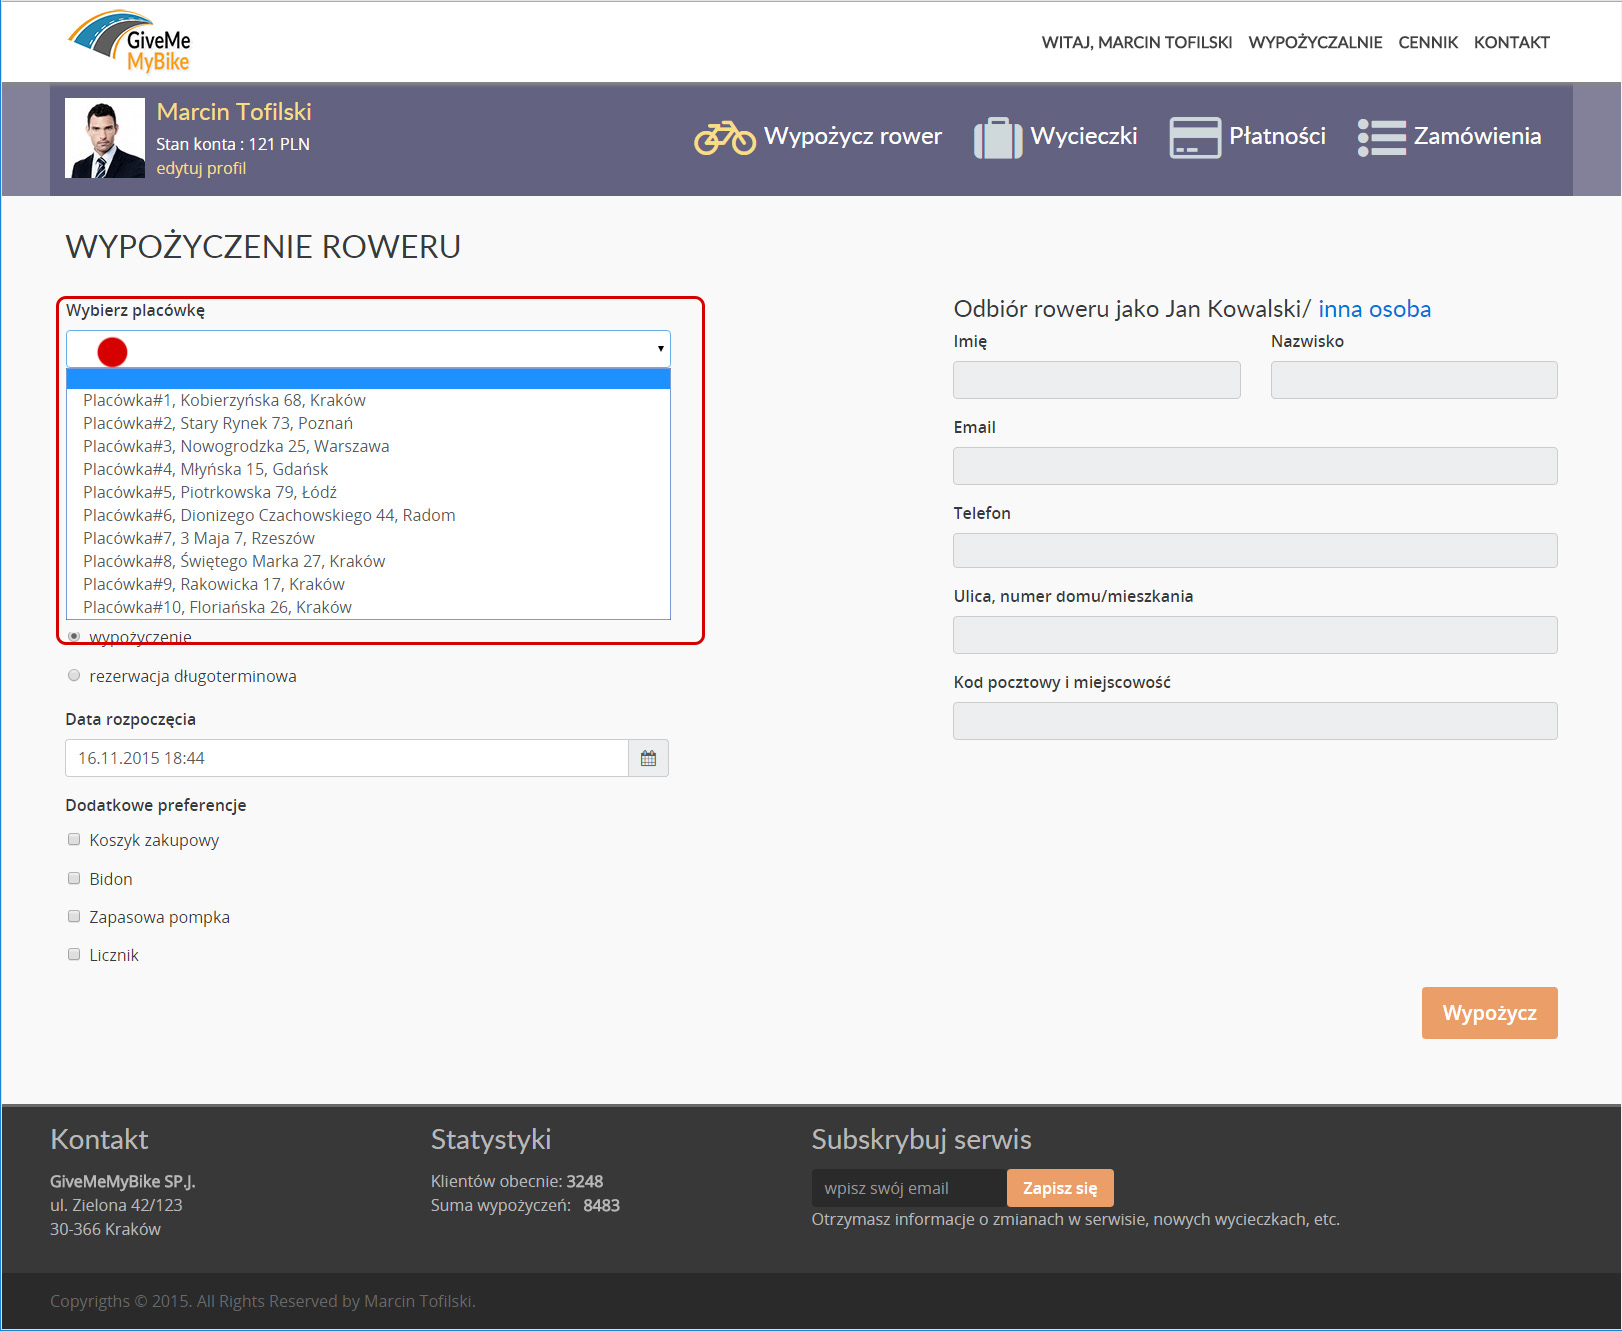 GiveMe
MyBike
WITAJ, MARCIN TOFILSKI WYPOŻYCZALNIE CENNIK KONTAKT
Marcin Tofilski
Stan konta : 121 PLN
edytuj profil
Wypożycz rower Wycieczki Płatności Zamówienia
WYPOŻYCZENIE ROWERU
Wybierz placówkę
Placówka#1, Kobierzyńska 68, Kraków
Placówka#2, Stary Rynek 73, Poznań
Placówka#3, Nowogrodzka 25, Warszawa
Placówka#4, Młyńska 15, Gdańsk
Placówka#5, Piotrkowska 79, Łódź
Placówka#6, Dionizego Czachowskiego 44, Radom
Placówka#7, 3 Maja 7, Rzeszów
Placówka#8, Świętego Marka 27, Kraków
Placówka#9, Rakowicka 17, Kraków
Placówka#10, Floriańska 26, Kraków
wypożyczenie
rezerwacja długoterminowa
Data rozpoczęcia
16.11.2015 18:44
Dodatkowe preferencje
Koszyk zakupowy
Bidon
Zapasowa pompka
Licznik
Odbiór roweru jako Jan Kowalski/ inna osoba
Imię Nazwisko
Email
Telefon
Ulica, numer domu/mieszkania
Kod pocztowy i miejscowość
Wypożycz
Kontakt
GiveMeMyBike SP.J.
ul. Zielona 42/123
30-366 Kraków
Statystyki
Klientów obecnie: 3248
Suma wypożyczeń: 8483
Subskrybuj serwis
wpisz swój email Zapisz się
Otrzymasz informacje o zmianach w serwisie, nowych wycieczkach, etc.
Copyrigths © 2015. All Rights Reserved by Marcin Tofilski.